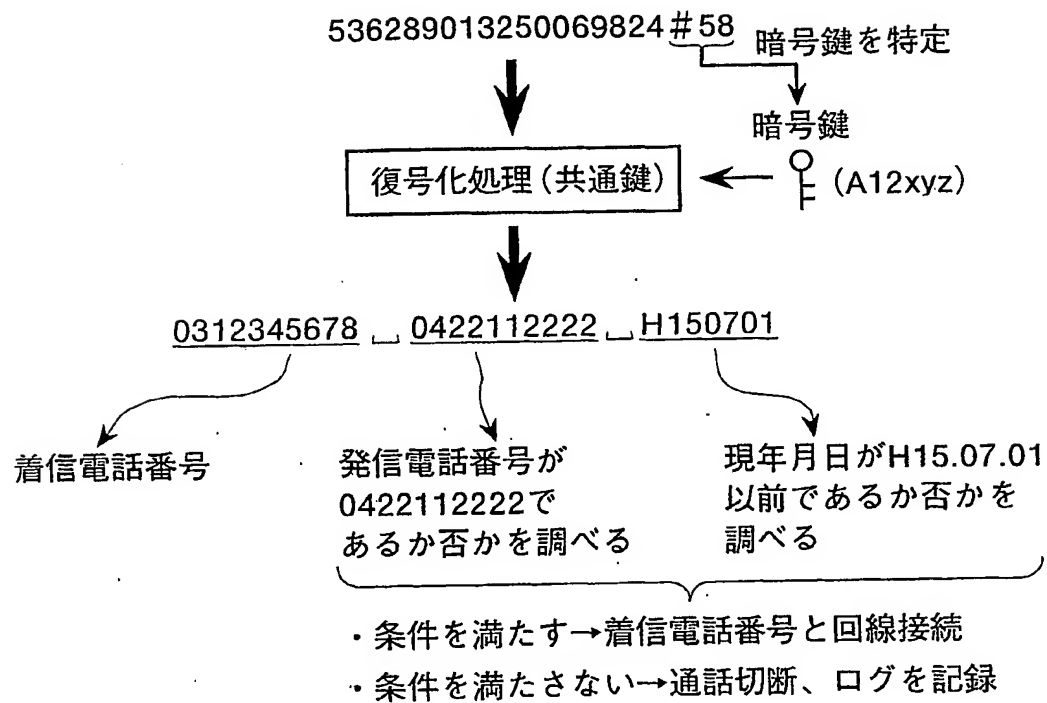 536289013250069824#58
暗号鍵を特定
暗号鍵
復号化処理(共通鍵)
(A12xyz)
0312345678␣0422112222␣H150701
着信電話番号
発信電話番号が
0422112222で
あるか否かを調べる
現年月日がH15.07.01
以前であるか否かを
調べる
・条件を満たす→着信電話番号と回線接続
・条件を満たさない→通話切断、ログを記録